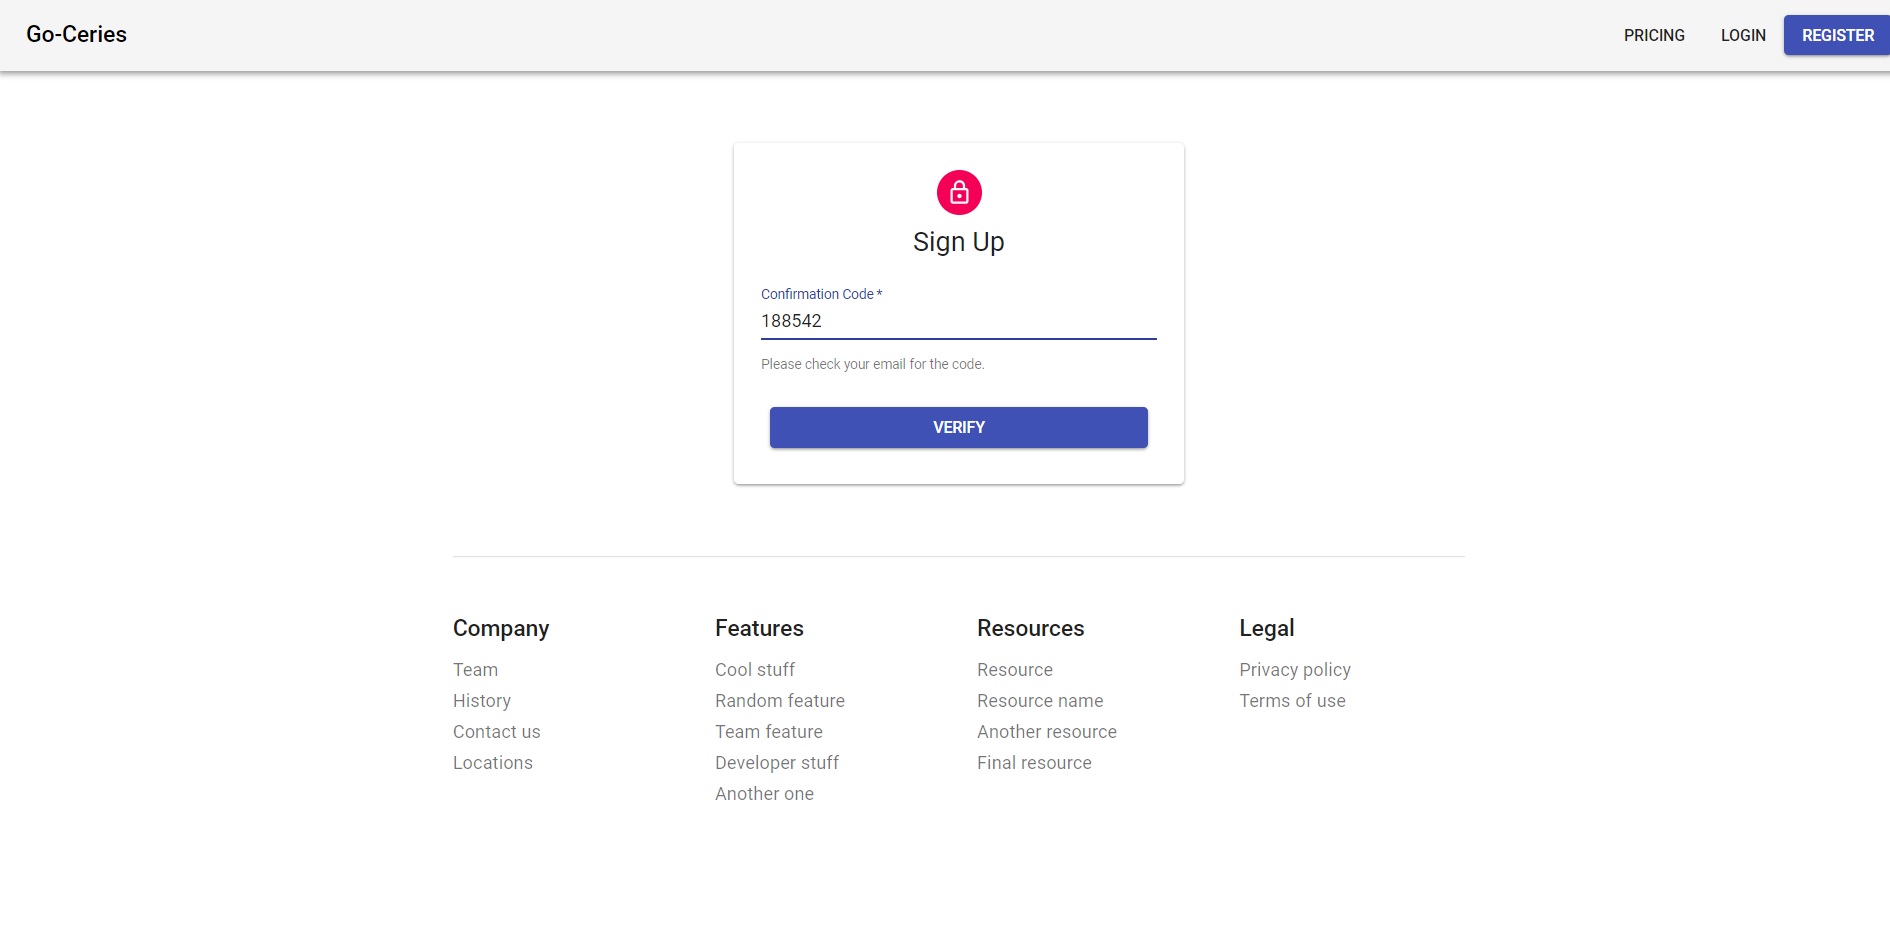 Go-Ceries
PRICING
LOGIN
REGISTER
Sign Up
Confirmation Code *
188542
Please check your email for the code.
VERIFY
Company
Team
History
Contact us
Locations
Features
Cool stuff
Random feature
Team feature
Developer stuff
Another one
Resources
Resource
Resource name
Another resource
Final resource
Legal
Privacy policy
Terms of use